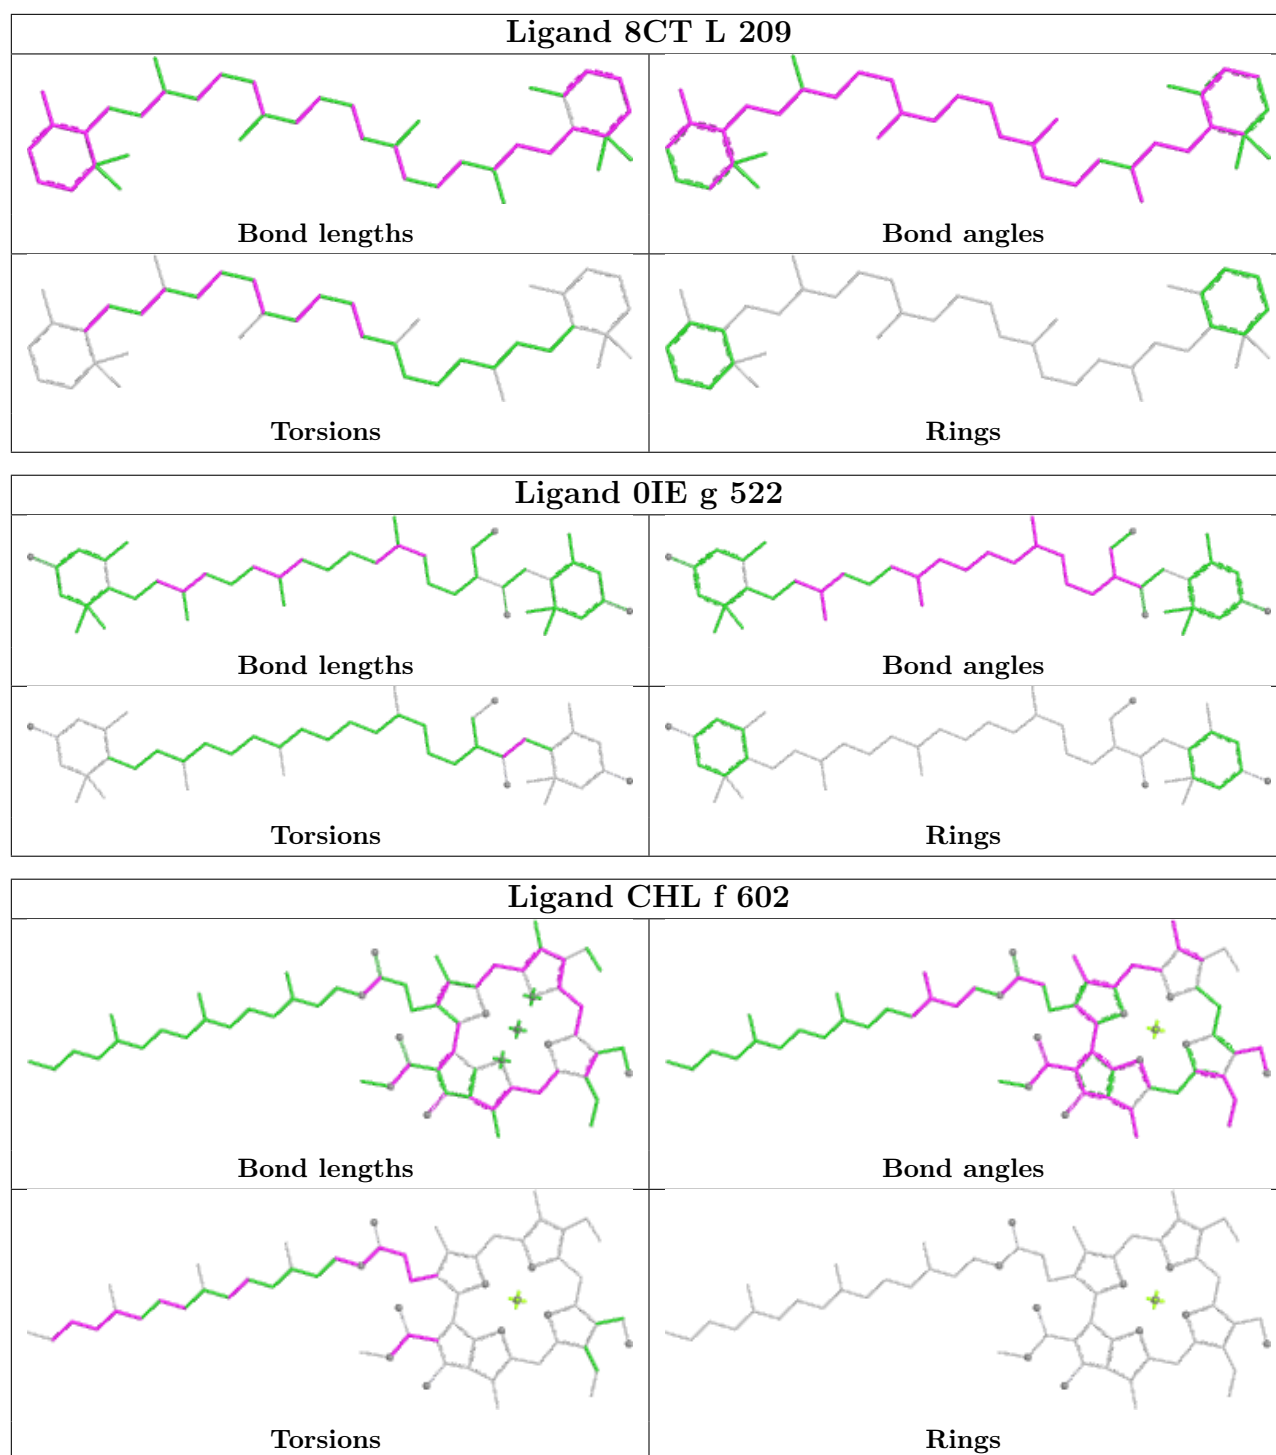 Ligand 8CT L 209
Bond lengths
Bond angles
Torsions
Rings
Ligand 0IE g 522
Bond lengths
Bond angles
Torsions
Rings
Ligand CHL f 602
Bond lengths
Bond angles
Torsions
Rings